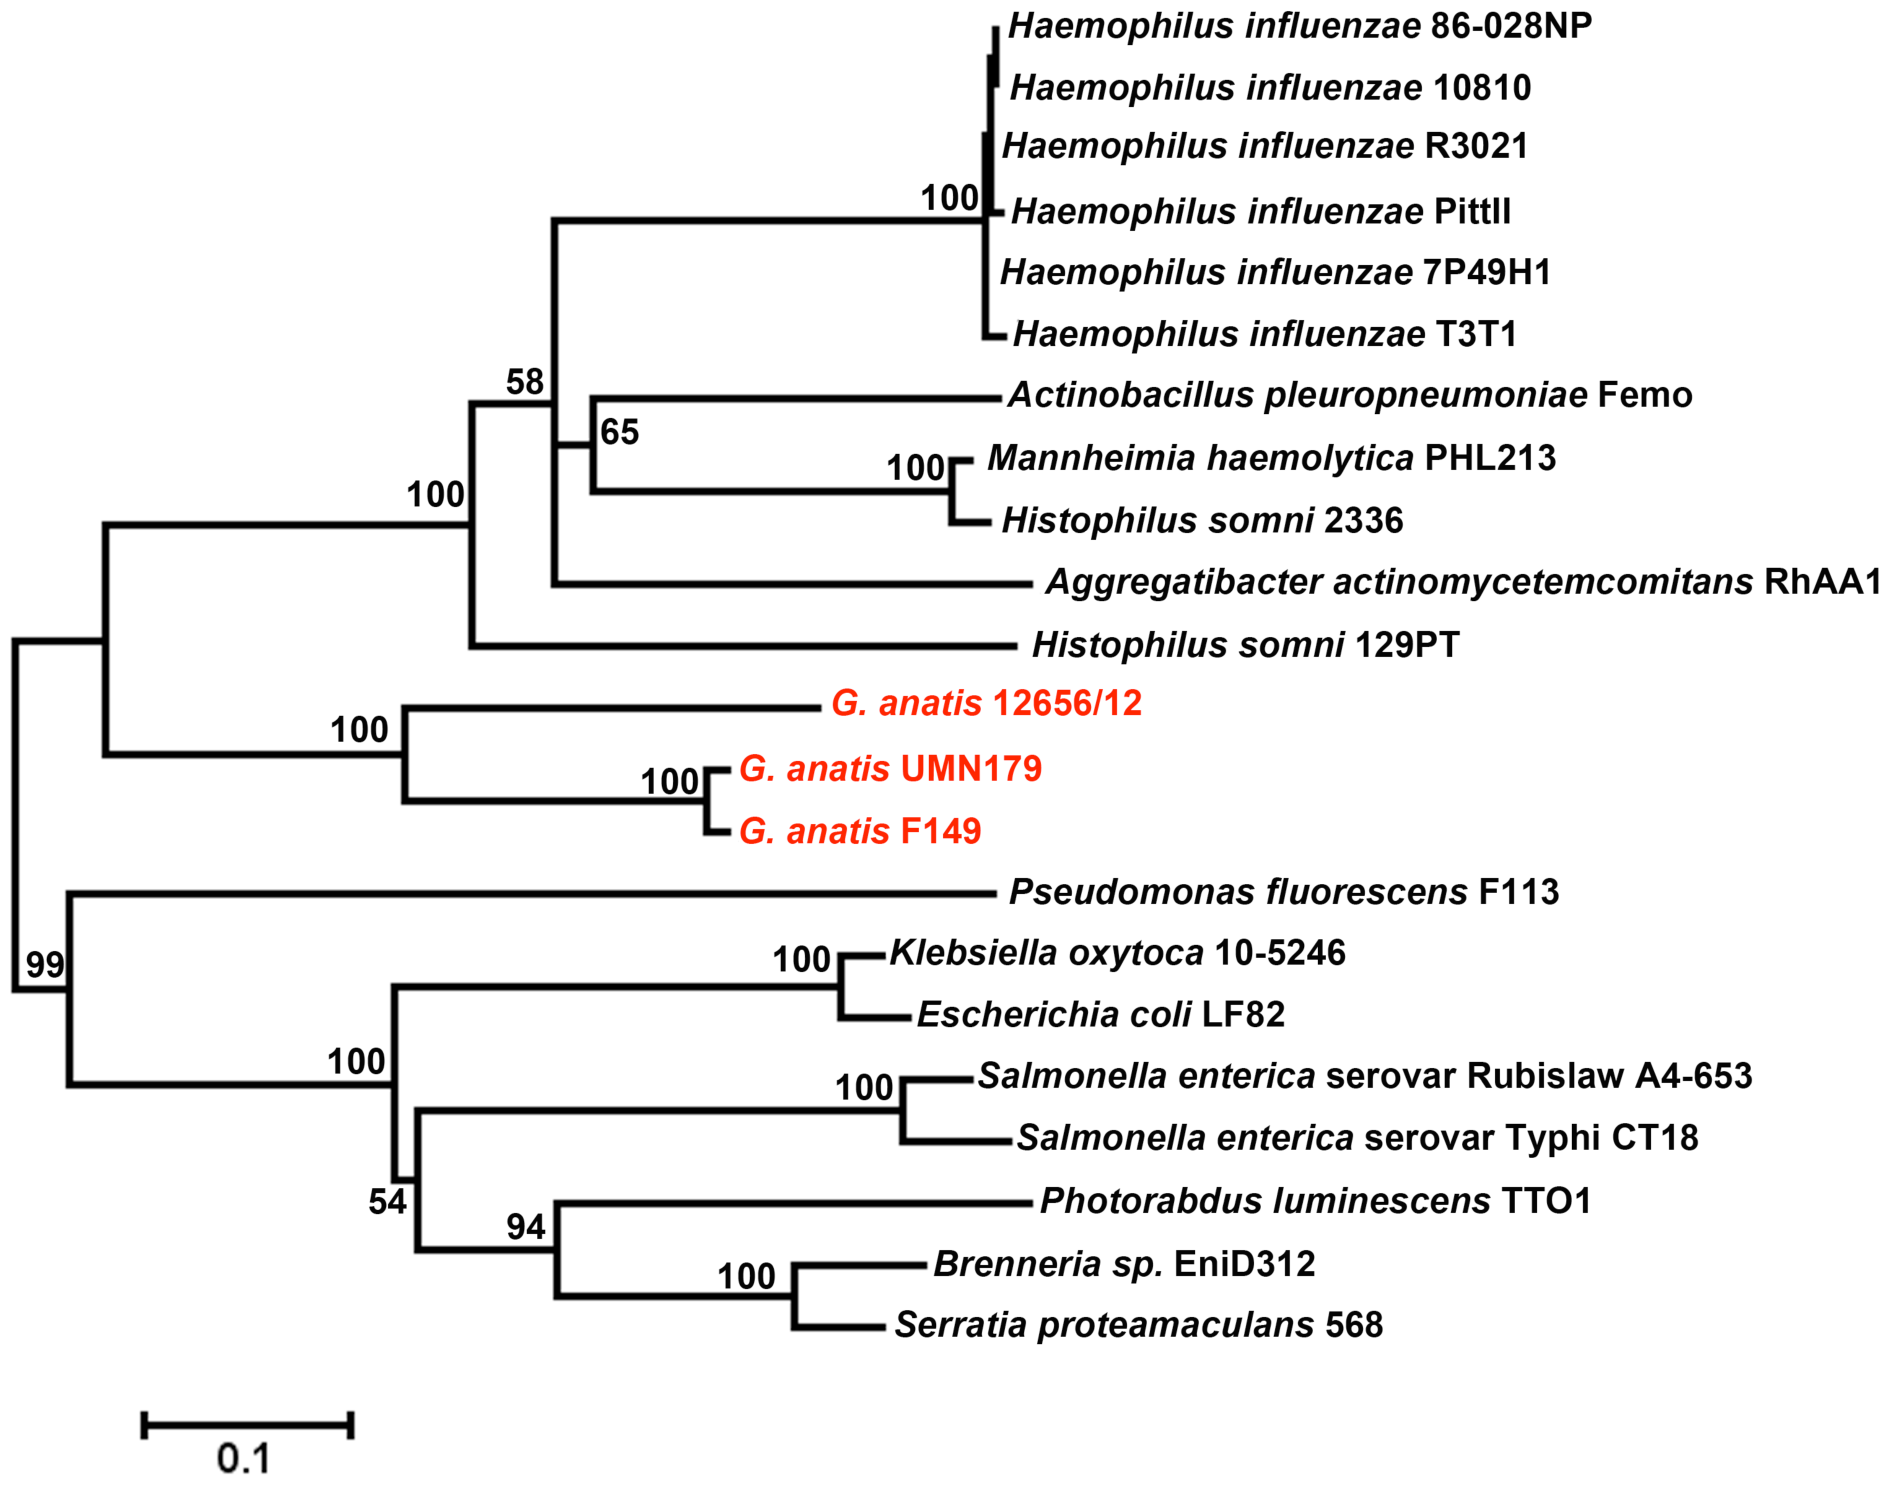 Haemophilus influenzae 86-028NP
Haemophilus influenzae 10810
Haemophilus influenzae R3021
100
Haemophilus influenzae PittII
Haemophilus influenzae 7P49H1
Haemophilus influenzae T3T1
58
Actinobacillus pleuropneumoniae Femo
65
Mannheimia haemolytica PHL213
100
100
Histophilus somni 2336
Aggregatibacter actinomycetemcomitans RhAA1
Histophilus somni 129PT
G. anatis 12656/12
100
G. anatis UMN179
100
G. anatis F149
Pseudomonas fluorescens F113
99
Klebsiella oxytoca 10-5246
100
Escherichia coli LF82
100
Salmonella enterica serovar Rubislaw A4-653
100
Salmonella enterica serovar Typhi CT18
54
Photorabdus luminescens TTO1
94
Brenneria sp. EniD312
100
Serratia proteamaculans 568
0.1